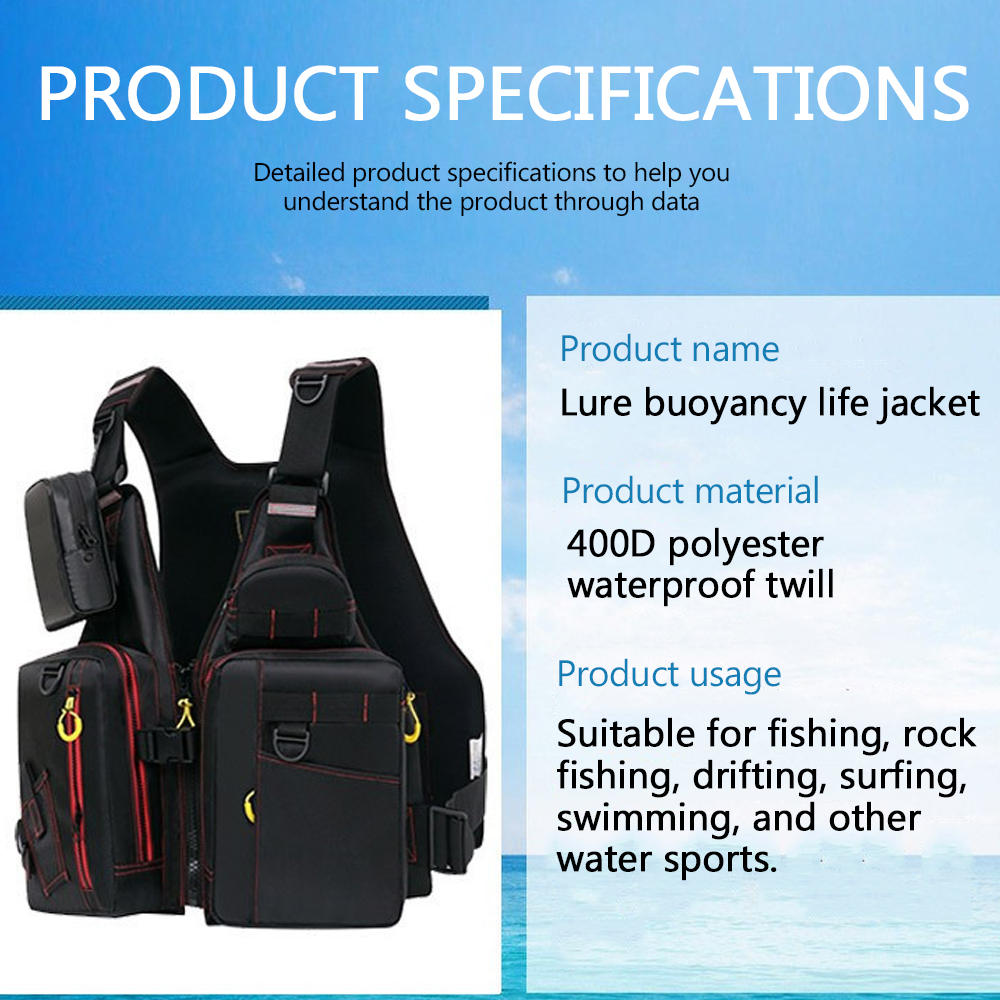 PRODUCT SPECIFICATIONS
Detailed product specifications to help you
understand the product through data
Product name
Lure buoyancy life jacket
Product material
400D polyester
waterproof twill
Product usage
Suitable for fishing, rock
fishing, drifting, surfing,
swimming, and other
water sports.